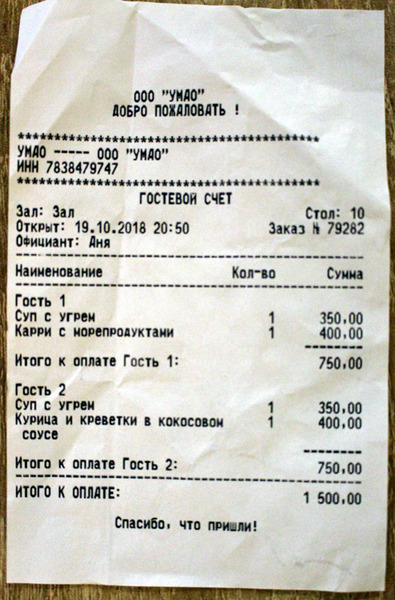 ООО "УМАО"
ДОБРО ПОЖАЛОВАТЬ !
****************************************
УМАО ----- ООО "УМАО"
ИНН 7838479747
****************************************
ГОСТЕВОЙ СЧЕТ
Зал: Зал Стол: 10
Открыт: 19.10.2018 20:50 Заказ № 79282
Официант: Аня
Наименование Кол-во Сумма
Гость 1
Суп с угрем 1 350,00
Карри с морепродуктами 1 400,00
Итого к оплате Гость 1: 750,00
Гость 2
Суп с угрем 1 350,00
Курица и креветки в кокосовом 1 400,00
соусе
Итого к оплате Гость 2: 750,00
ИТОГО К ОПЛАТЕ: 1 500,00
Спасибо, что пришли!